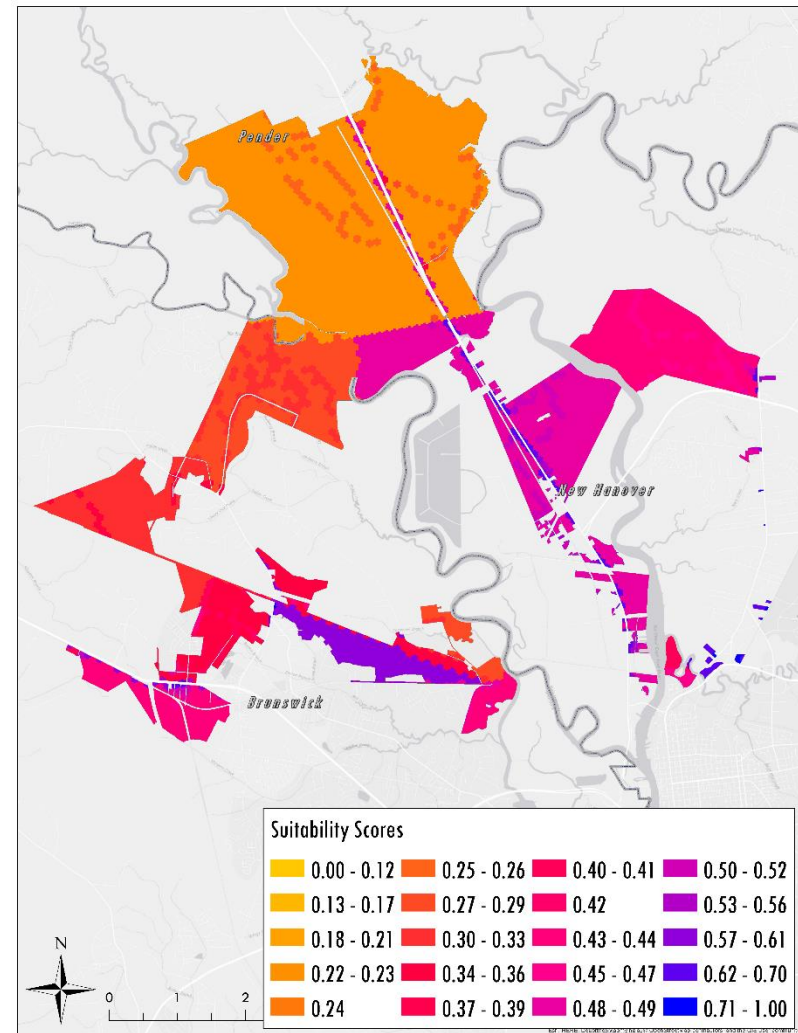 Pender
New Hanover
Brunswick
Suitability Scores
0.00 - 0.12 0.25 - 0.26 0.40 - 0.41 0.50 - 0.52
0.13 - 0.17 0.27 - 0.29 0.42 0.53 - 0.56
0.18 - 0.21 0.30 - 0.33 0.43 - 0.44 0.57 - 0.61
0.22 - 0.23 0.34 - 0.36 0.45 - 0.47 0.62 - 0.70
0.24 0.37 - 0.39 0.48 - 0.49 0.71 - 1.00
N
0 1 2